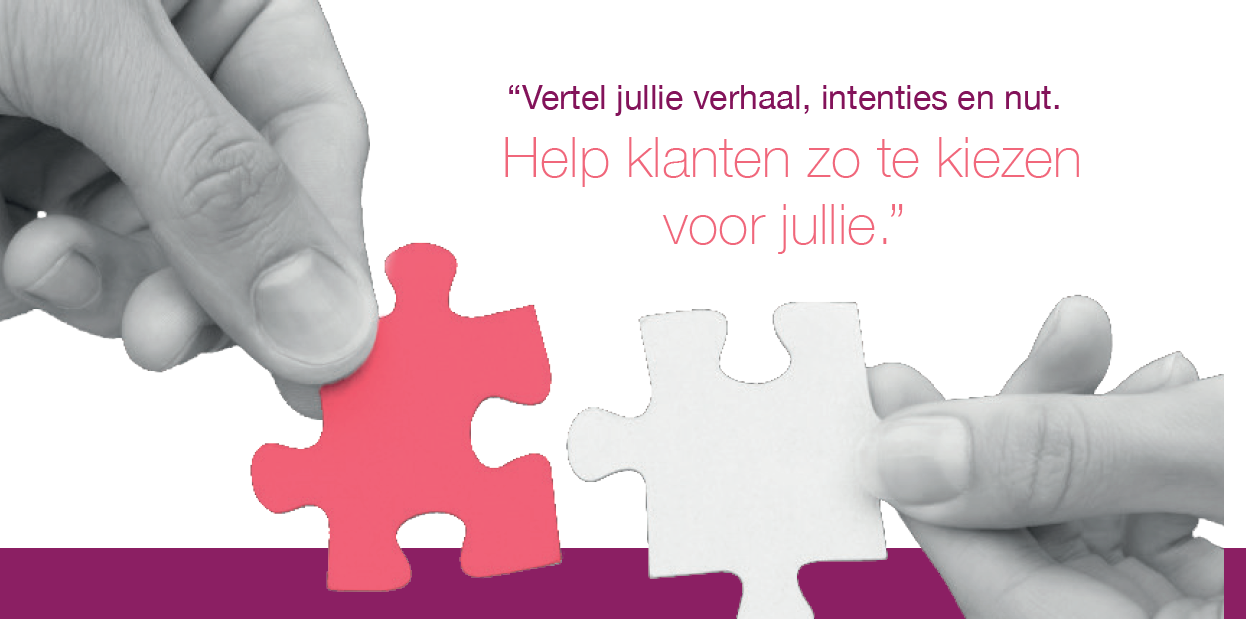 “Vertel jullie verhaal, intenties en nut.
Help klanten zo te kiezen
voor jullie.”